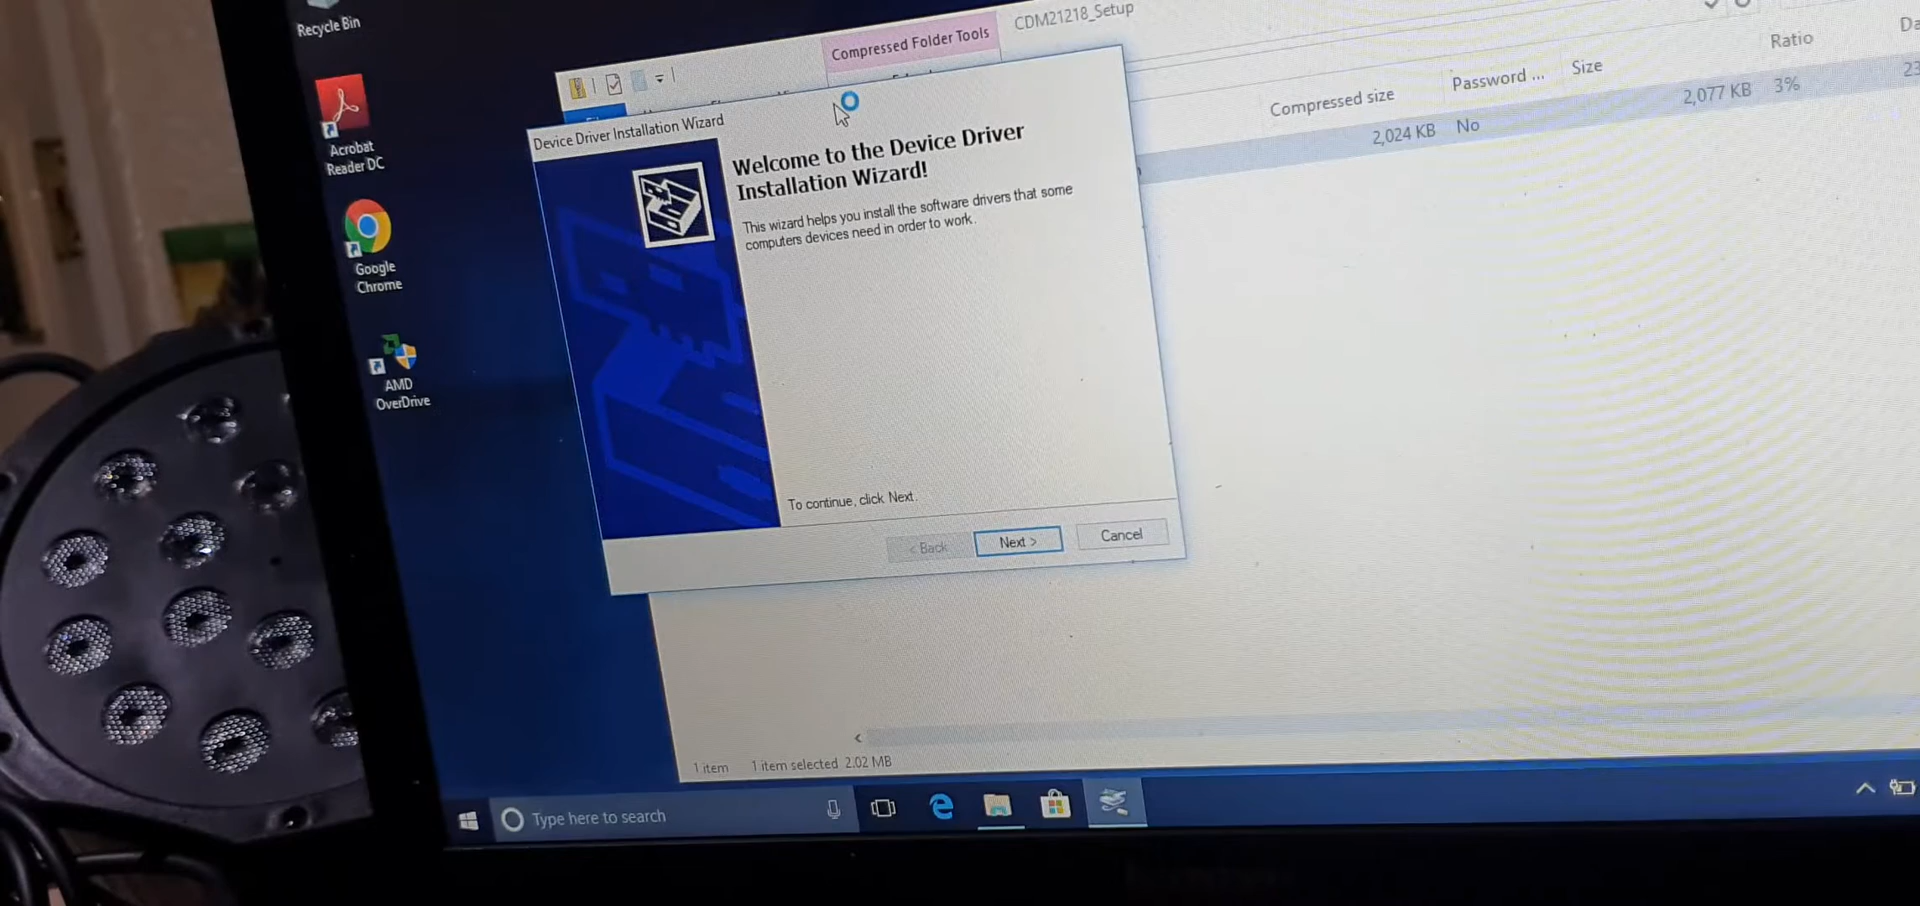 Recycle Bin
Acrobat
Reader DC
Google
Chrome
AMD
OverDrive
Compressed Folder Tools
CDM21218_Setup
Compressed size
Password ...
Size
Ratio
2,024 KB
No
2,077 KB
3%
Device Driver Installation Wizard
Welcome to the Device Driver
Installation Wizard!
This wizard helps you install the software drivers that some
computers devices need in order to work.
To continue, click Next.
< Back
Next >
Cancel
1 item
1 item selected 2.02 MB
Type here to search